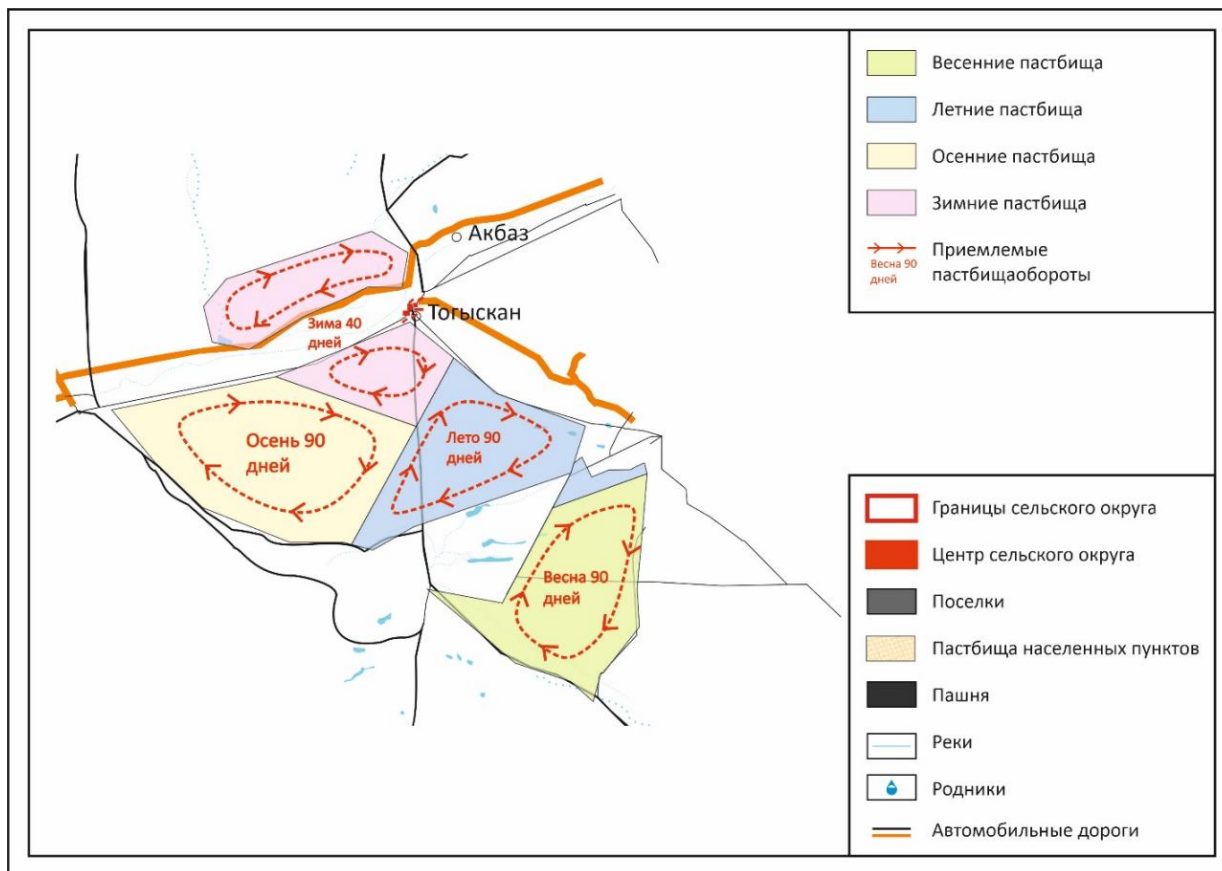 Акбаз
Тогыскан
Зима 40
дней
Осень 90
дней
Лето 90
дней
Весна 90
дней
Весенние пастбища
Летние пастбища
Осенние пастбища
Зимние пастбища
Весна 90
дней
Приемлемые
пастбищаобороты
Границы сельского округа
Центр сельского округа
Поселки
Пастбища населенных пунктов
Пашня
Реки
Родники
Автомобильные дороги